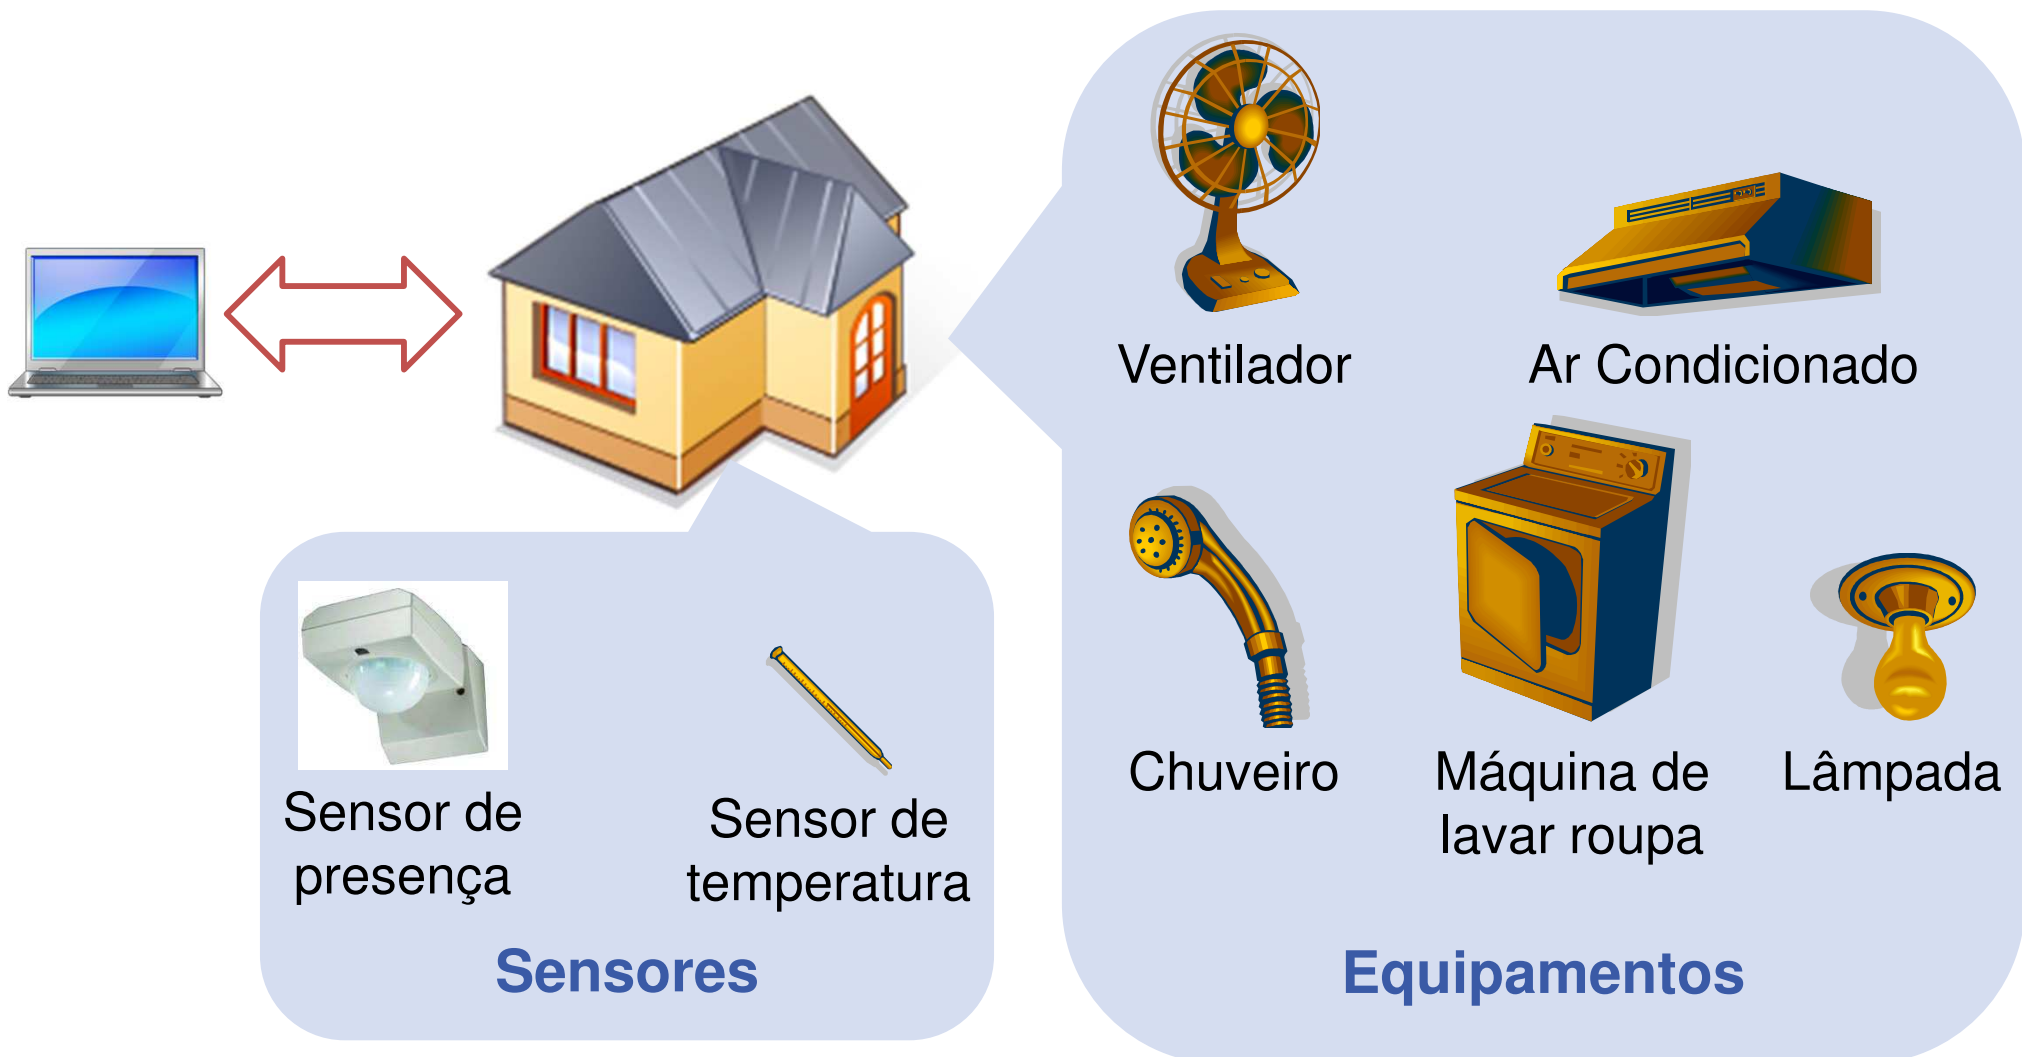 Ventilador
Ar Condicionado
Chuveiro
Máquina de
lavar roupa
Lâmpada
Equipamentos
Sensor de
presença
Sensor de
temperatura
Sensores